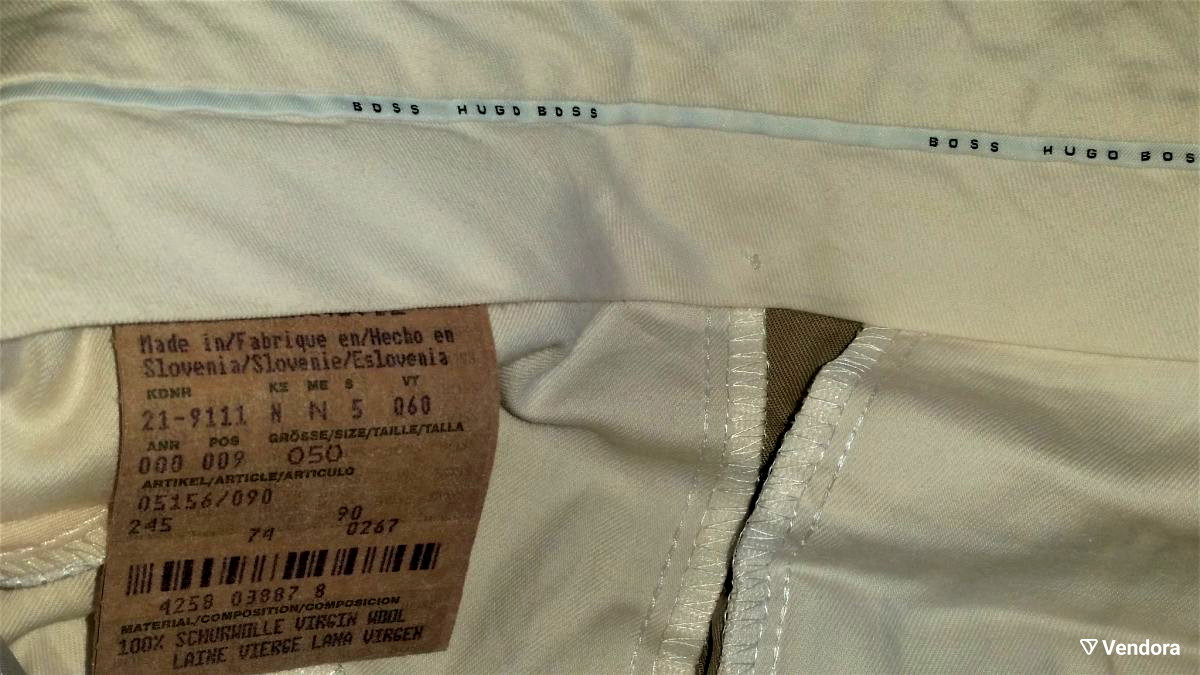 BOSS HUGO BOSS BOSS HUGO BOS
Made in/Fabrique en/Hecho en
Slovenia/Slovenie/Eslovenia
KDNR KZ ME S VT
21-9111 N N 5 060
ANR POS GRÖSSE/SIZE/TAILLE/TALLA
000 009 050
ARTIKEL/ARTICLE/ARTICULO
05156/090
245 74 90 0267
4258 03887 8
MATERIAL/COMPOSITION/COMPOSICION
100% SCHURWOLLE VIRGIN WOOL
LAINE VIERGE LANA VIRGEN
Vendora